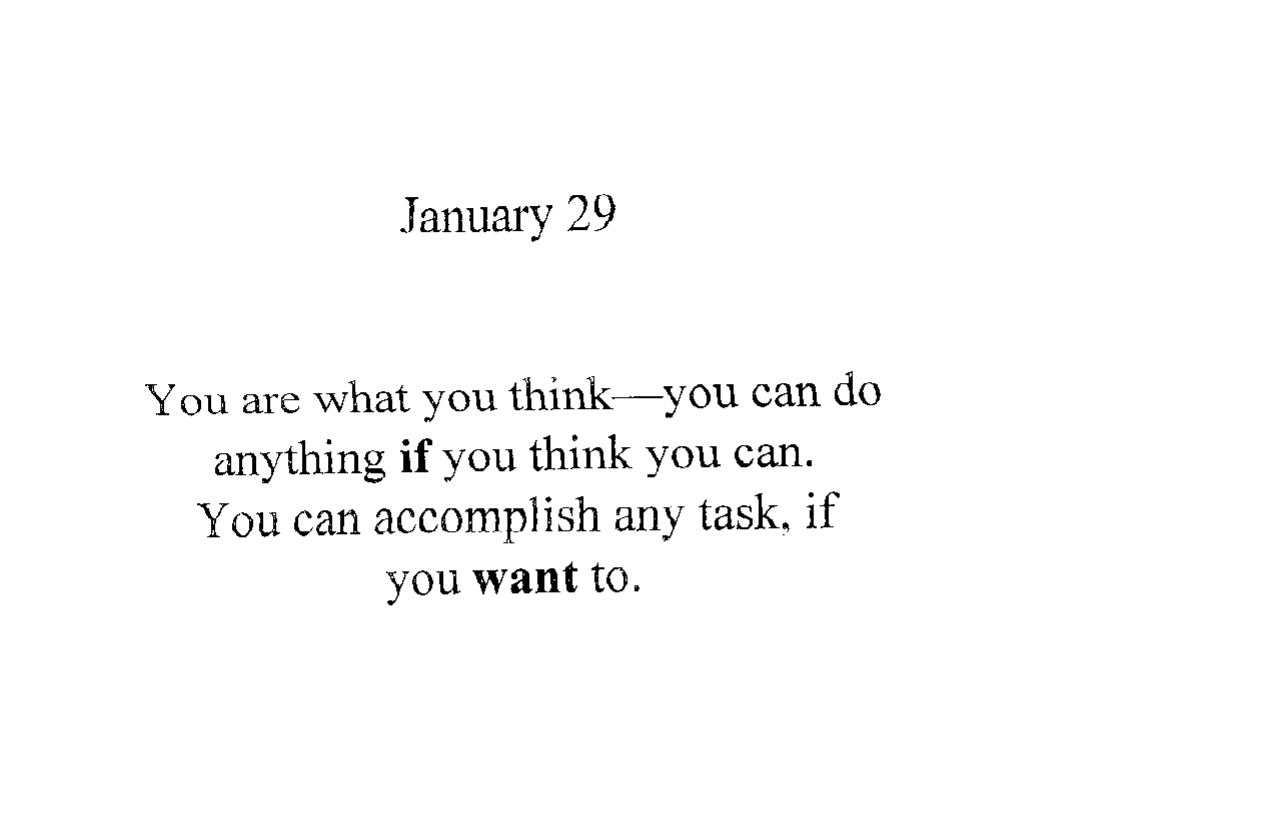 January 29
You are what you think—you can do
anything if you think you can.
You can accomplish any task, if
you want to.